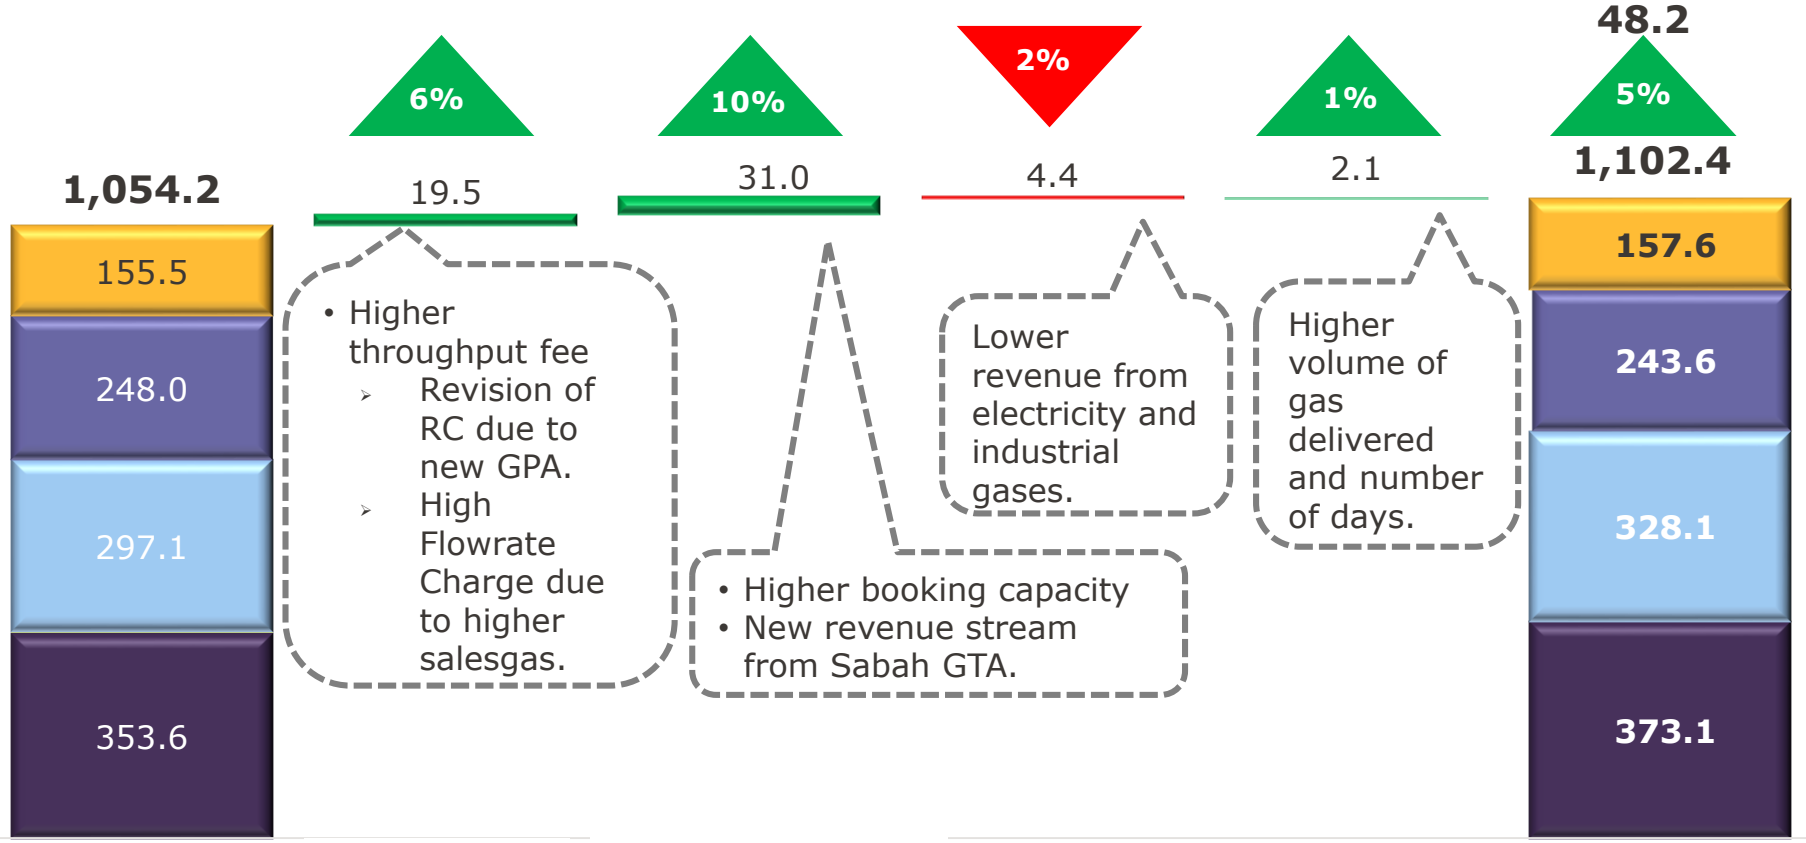 48.2
6%
10%
2%
1%
5%
1,054.2
19.5
31.0
4.4
2.1
1,102.4
155.5
248.0
297.1
353.6
• Higher
throughput fee
➢ Revision of
RC due to
new GPA.
➢ High
Flowrate
Charge due
to higher
salesgas.
• Higher booking capacity
• New revenue stream
from Sabah GTA.
Lower
revenue from
electricity and
industrial
gases.
Higher
volume of
gas
delivered
and number
of days.
157.6
243.6
328.1
373.1